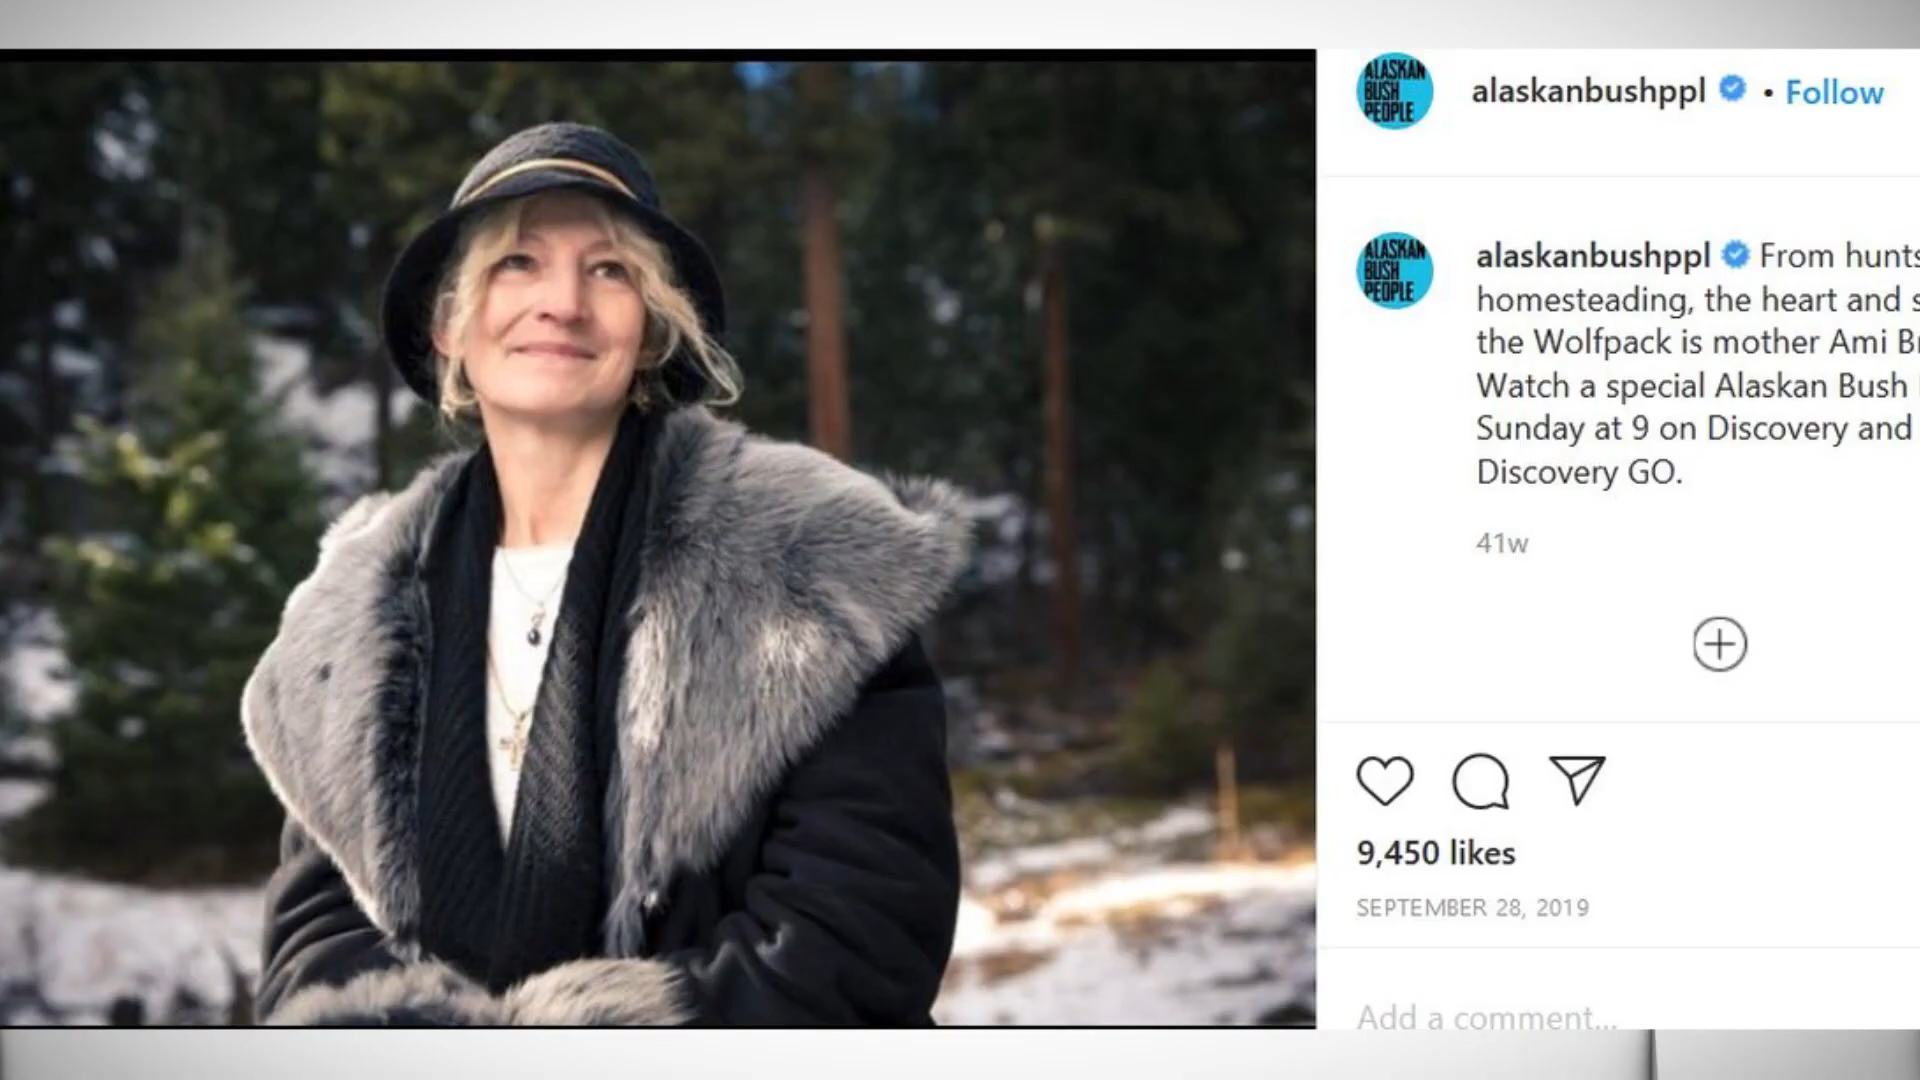 ALASKAN
BUSH
PEOPLE
alaskanbushppl • Follow
ALASKAN
BUSH
PEOPLE
alaskanbushppl From hunts
homesteading, the heart and
the Wolfpack is mother Ami
Watch a special Alaskan Bush
Sunday at 9 on Discovery and
Discovery GO.
41w
9,450 likes
SEPTEMBER 28, 2019
Add a comment...